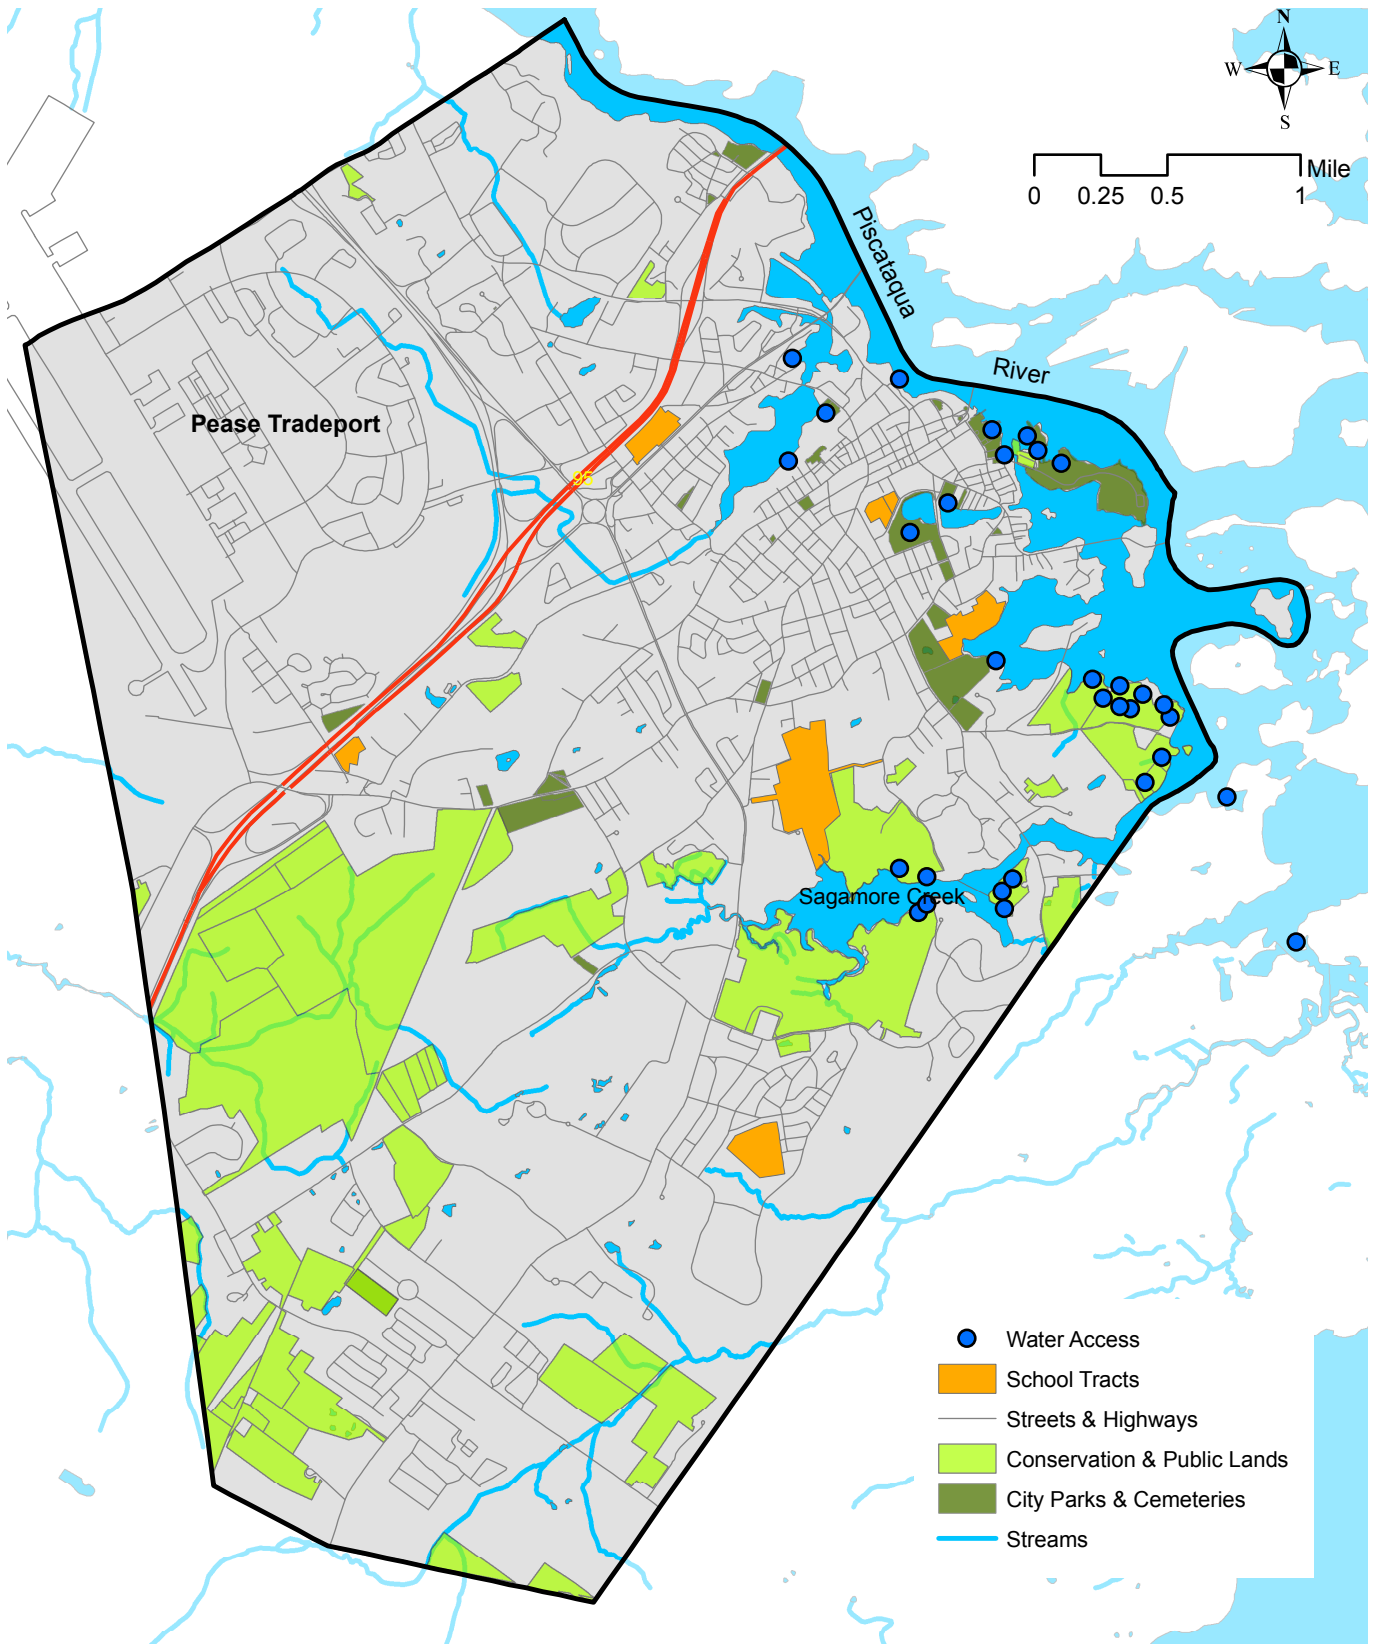 N
W E
S
Mile
0 0.25 0.5 1
Piscataqua
River
Pease Tradeport
95
Sagamore Creek
Water Access
School Tracts
Streets & Highways
Conservation & Public Lands
City Parks & Cemeteries
Streams